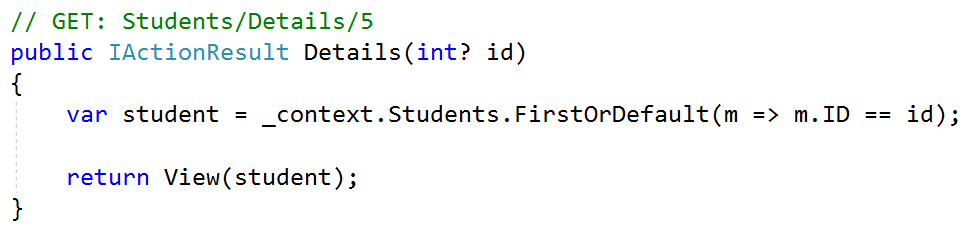 // GET: Students/Details/5
public IActionResult Details(int? id)
{
var student = _context.Students.FirstOrDefault(m => m.ID == id);
return View(student);
}